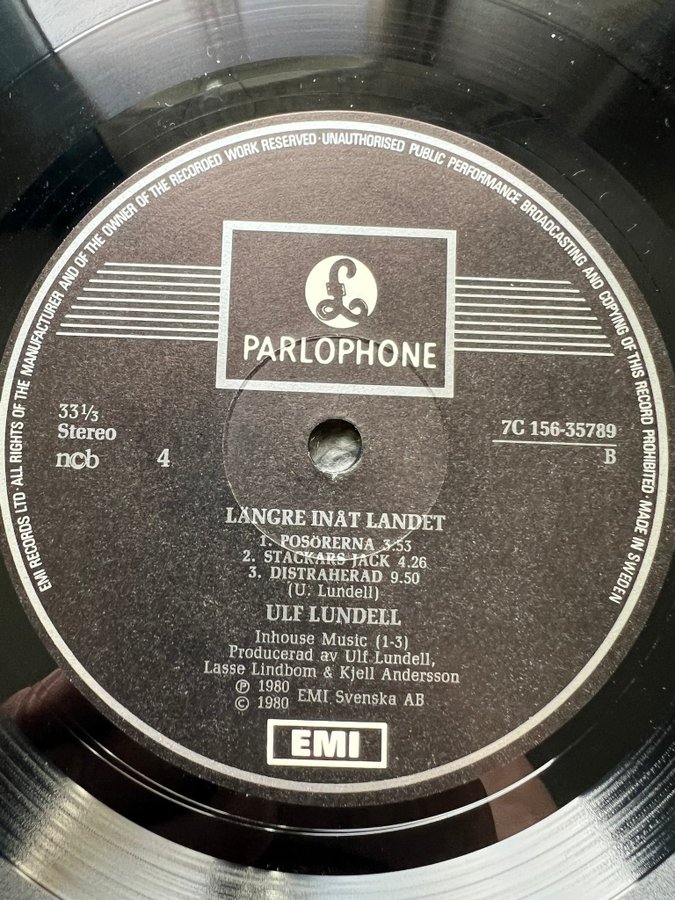 EMI RECORDS LTD · ALL RIGHTS OF THE MANUFACTURER AND OF THE OWNER OF THE RECORDED WORK RESERVED · UNAUTHORISED PUBLIC PERFORMANCE BROADCASTING AND COPYING OF THIS RECORD PROHIBITED · MADE IN SWEDEN
£
PARLOPHONE
33 1/3
Stereo
ncb 4
7C 156-35789
B
LÄNGRE INÅT LANDET
1. POSÖRERNA 3.53
2. STACKARS JACK 4.26
3. DISTRAHERAD 9.50
(U. Lundell)
ULF LUNDELL
Inhouse Music (1-3)
Producerad av Ulf Lundell,
Lasse Lindbom & Kjell Andersson
℗ 1980
© 1980 EMI Svenska AB
EMI